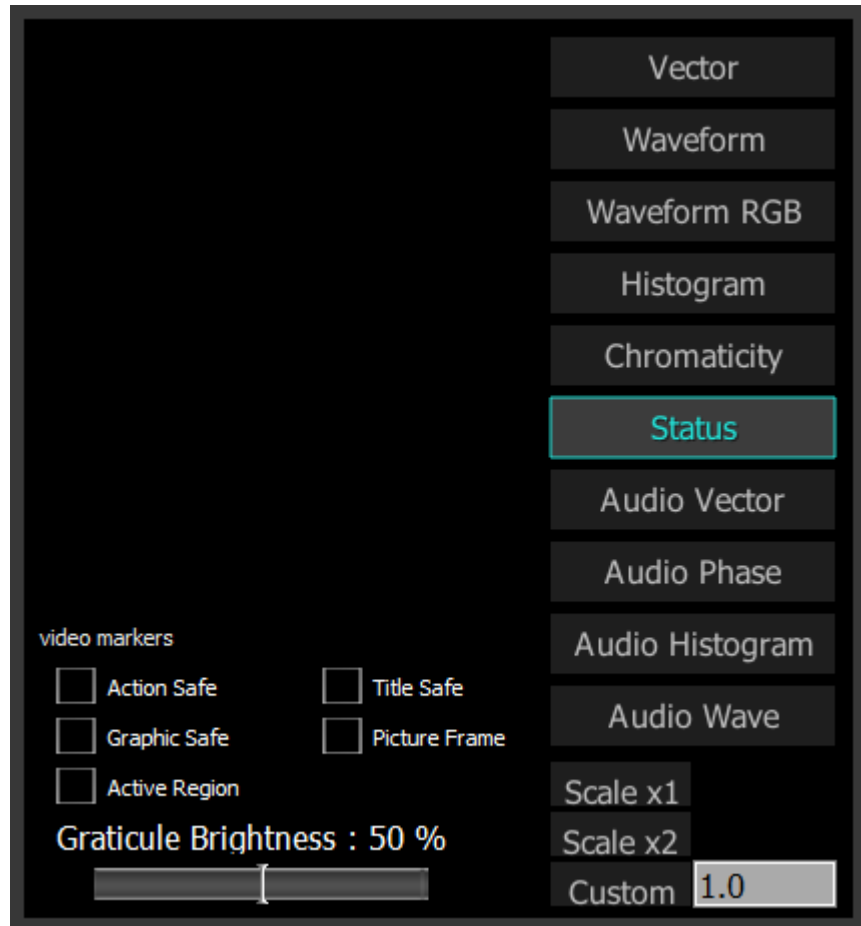 Vector
Waveform
Waveform RGB
Histogram
Chromaticity
Status
Audio Vector
Audio Phase
Audio Histogram
Audio Wave
video markers
Action Safe
Title Safe
Graphic Safe
Picture Frame
Active Region
Graticule Brightness : 50 %
Scale x1
Scale x2
Custom
1.0